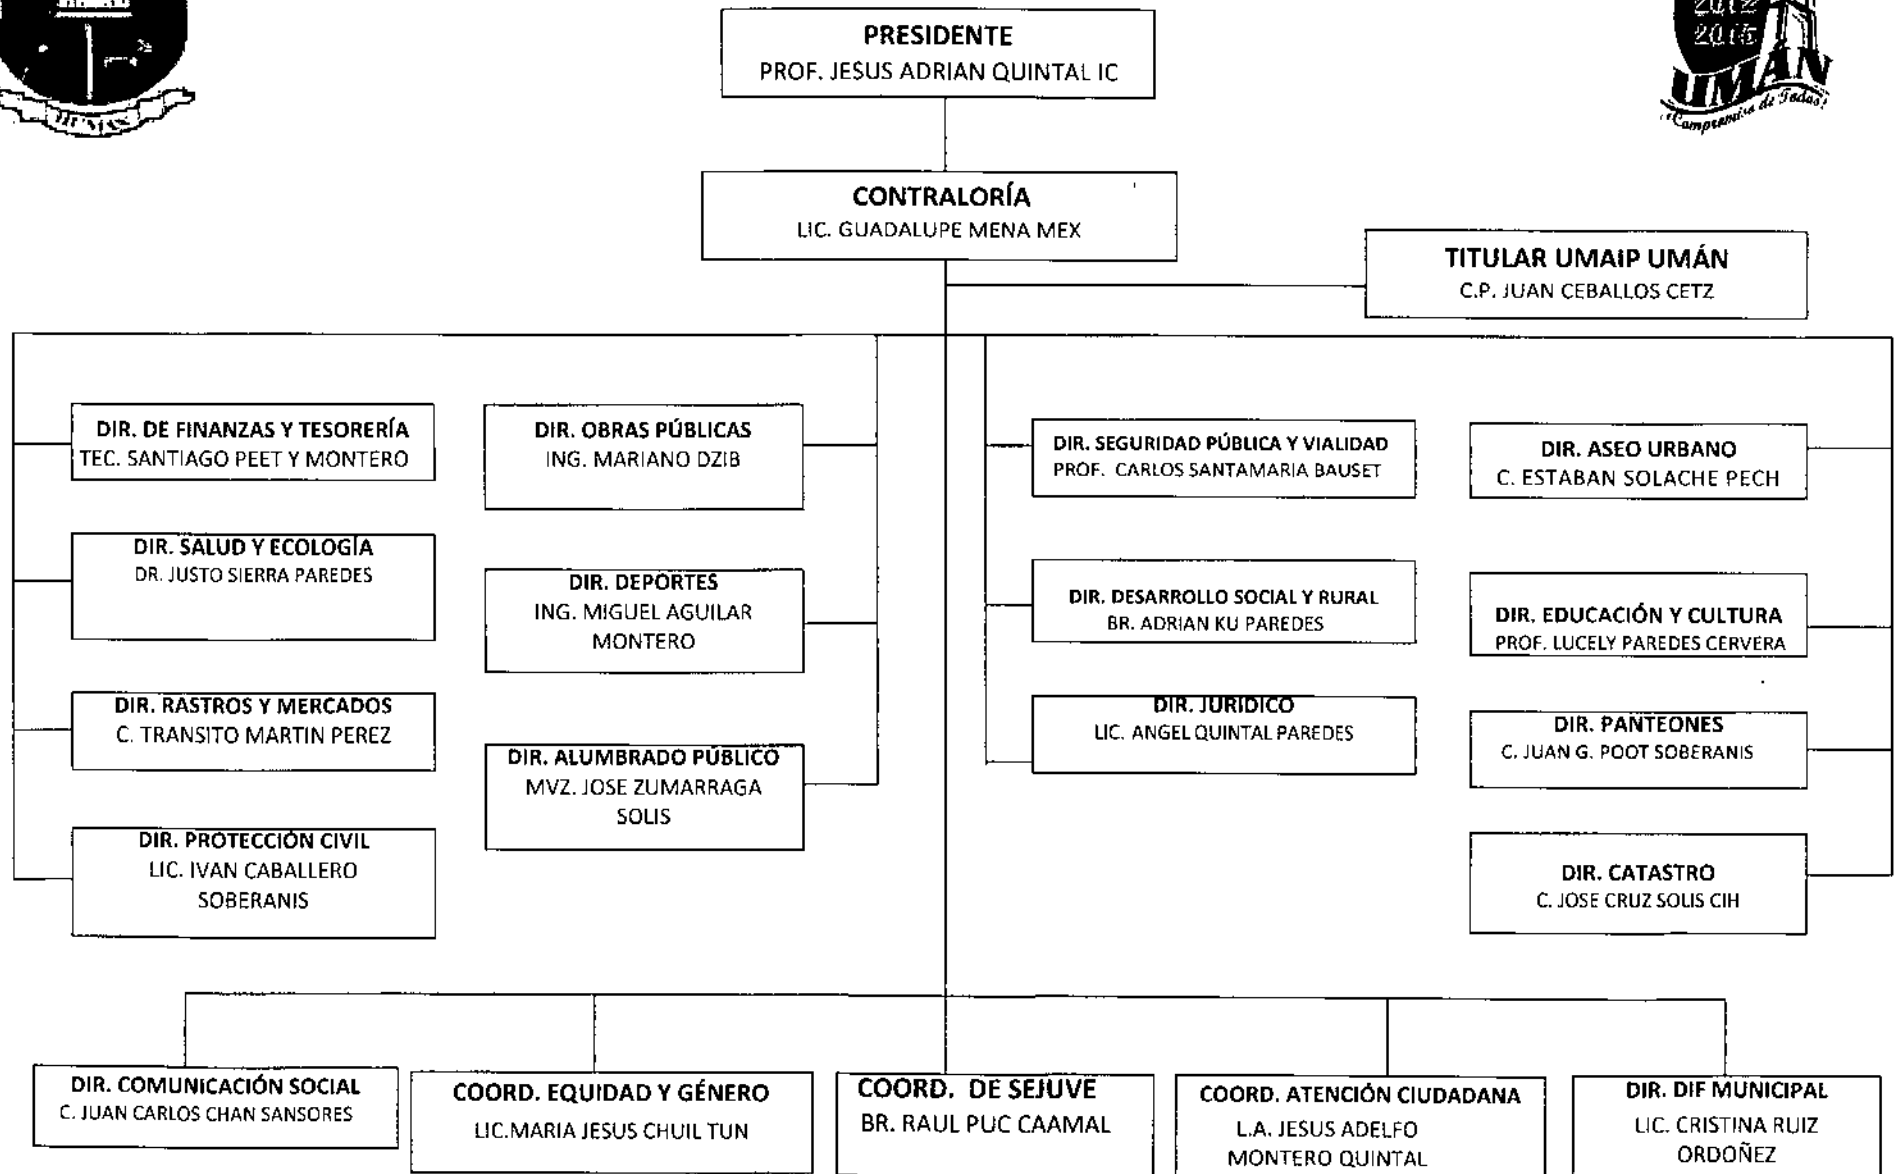 PRESIDENTE
PROF. JESUS ADRIAN QUINTAL IC
2012
2015
UMÁN
Compromiso de Todos
CONTRALORÍA
LIC. GUADALUPE MENA MEX
TITULAR UMAIP UMÁN
C.P. JUAN CEBALLOS CETZ
DIR. DE FINANZAS Y TESORERÍA
TEC. SANTIAGO PEET Y MONTERO
DIR. SALUD Y ECOLOGÍA
DR. JUSTO SIERRA PAREDES
DIR. RASTROS Y MERCADOS
C. TRANSITO MARTIN PEREZ
DIR. PROTECCIÓN CIVIL
LIC. IVAN CABALLERO
SOBERANIS
DIR. OBRAS PÚBLICAS
ING. MARIANO DZIB
DIR. DEPORTES
ING. MIGUEL AGUILAR
MONTERO
DIR. ALUMBRADO PÚBLICO
MVZ. JOSE ZUMARRAGA
SOLIS
DIR. SEGURIDAD PÚBLICA Y VIALIDAD
PROF. CARLOS SANTAMARIA BAUSET
DIR. DESARROLLO SOCIAL Y RURAL
BR. ADRIAN KU PAREDES
DIR. JURIDICO
LIC. ANGEL QUINTAL PAREDES
DIR. ASEO URBANO
C. ESTABAN SOLACHE PECH
DIR. EDUCACIÓN Y CULTURA
PROF. LUCELY PAREDES CERVERA
DIR. PANTEONES
C. JUAN G. POOT SOBERANIS
DIR. CATASTRO
C. JOSE CRUZ SOLIS CIH
DIR. COMUNICACIÓN SOCIAL
C. JUAN CARLOS CHAN SANSORES
COORD. EQUIDAD Y GÉNERO
LIC.MARIA JESUS CHUIL TUN
COORD. DE SEJUVE
BR. RAUL PUC CAAMAL
COORD. ATENCIÓN CIUDADANA
L.A. JESUS ADELFO
MONTERO QUINTAL
DIR. DIF MUNICIPAL
LIC. CRISTINA RUIZ
ORDOÑEZ